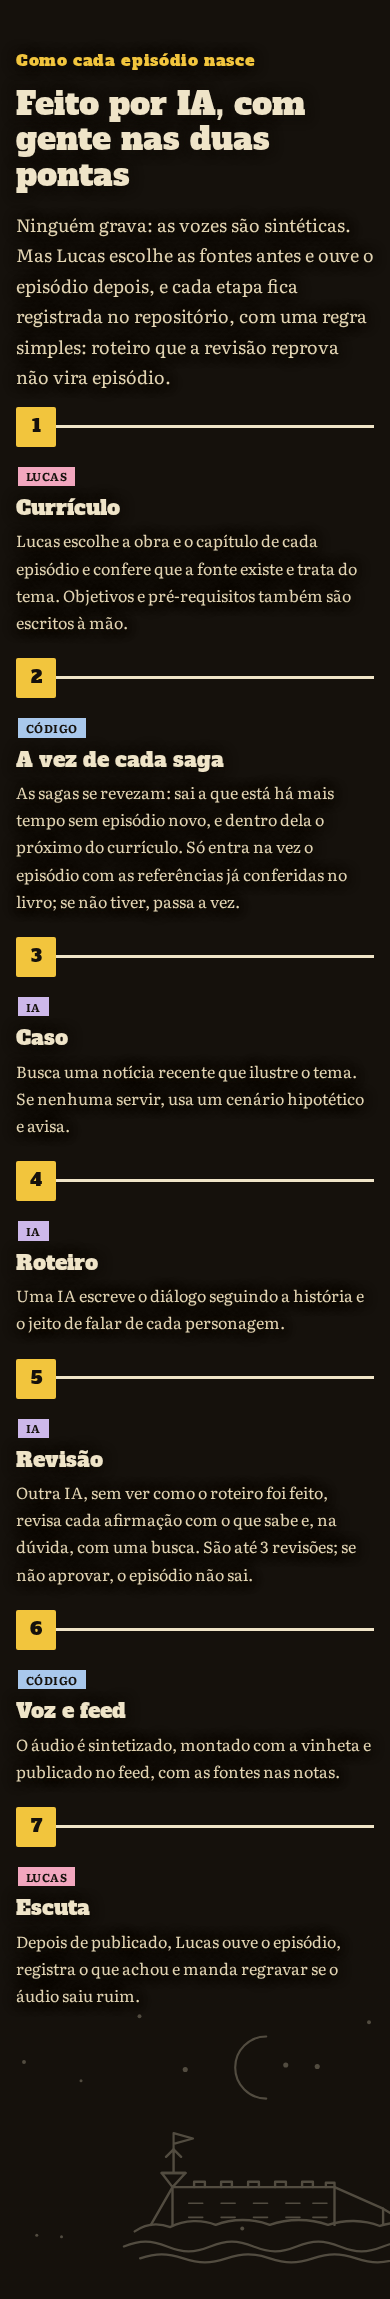 Como cada episódio nasce
Feito por IA, com
gente nas duas
pontas
Ninguém grava: as vozes são sintéticas.
Mas Lucas escolhe as fontes antes e ouve o
episódio depois, e cada etapa fica
registrada no repositório, com uma regra
simples: roteiro que a revisão reprova
não vira episódio.
1
LUCAS
Currículo
Lucas escolhe a obra e o capítulo de cada
episódio e confere que a fonte existe e trata do
tema. Objetivos e pré-requisitos também são
escritos à mão.
2
CÓDIGO
A vez de cada saga
As sagas se revezam: sai a que está há mais
tempo sem episódio novo, e dentro dela o
próximo do currículo. Só entra na vez o
episódio com as referências já conferidas no
livro; se não tiver, passa a vez.
3
IA
Caso
Busca uma notícia recente que ilustre o tema.
Se nenhuma servir, usa um cenário hipotético
e avisa.
4
IA
Roteiro
Uma IA escreve o diálogo seguindo a história e
o jeito de falar de cada personagem.
5
IA
Revisão
Outra IA, sem ver como o roteiro foi feito,
revisa cada afirmação com o que sabe e, na
dúvida, com uma busca. São até 3 revisões; se
não aprovar, o episódio não sai.
6
CÓDIGO
Voz e feed
O áudio é sintetizado, montado com a vinheta e
publicado no feed, com as fontes nas notas.
7
LUCAS
Escuta
Depois de publicado, Lucas ouve o episódio,
registra o que achou e manda regravar se o
áudio saiu ruim.